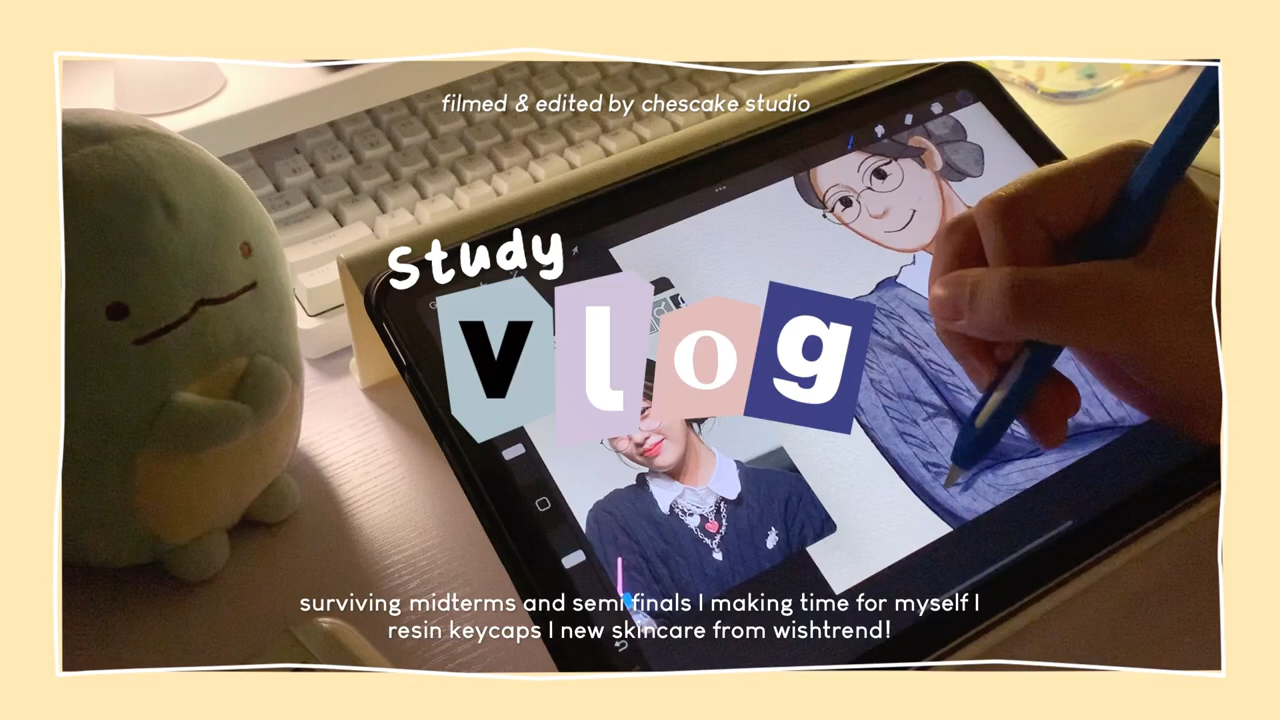 filmed & edited by chescake studio
Study
vlog
surviving midterms and semi finals | making time for myself |
resin keycaps | new skincare from wishtrend!